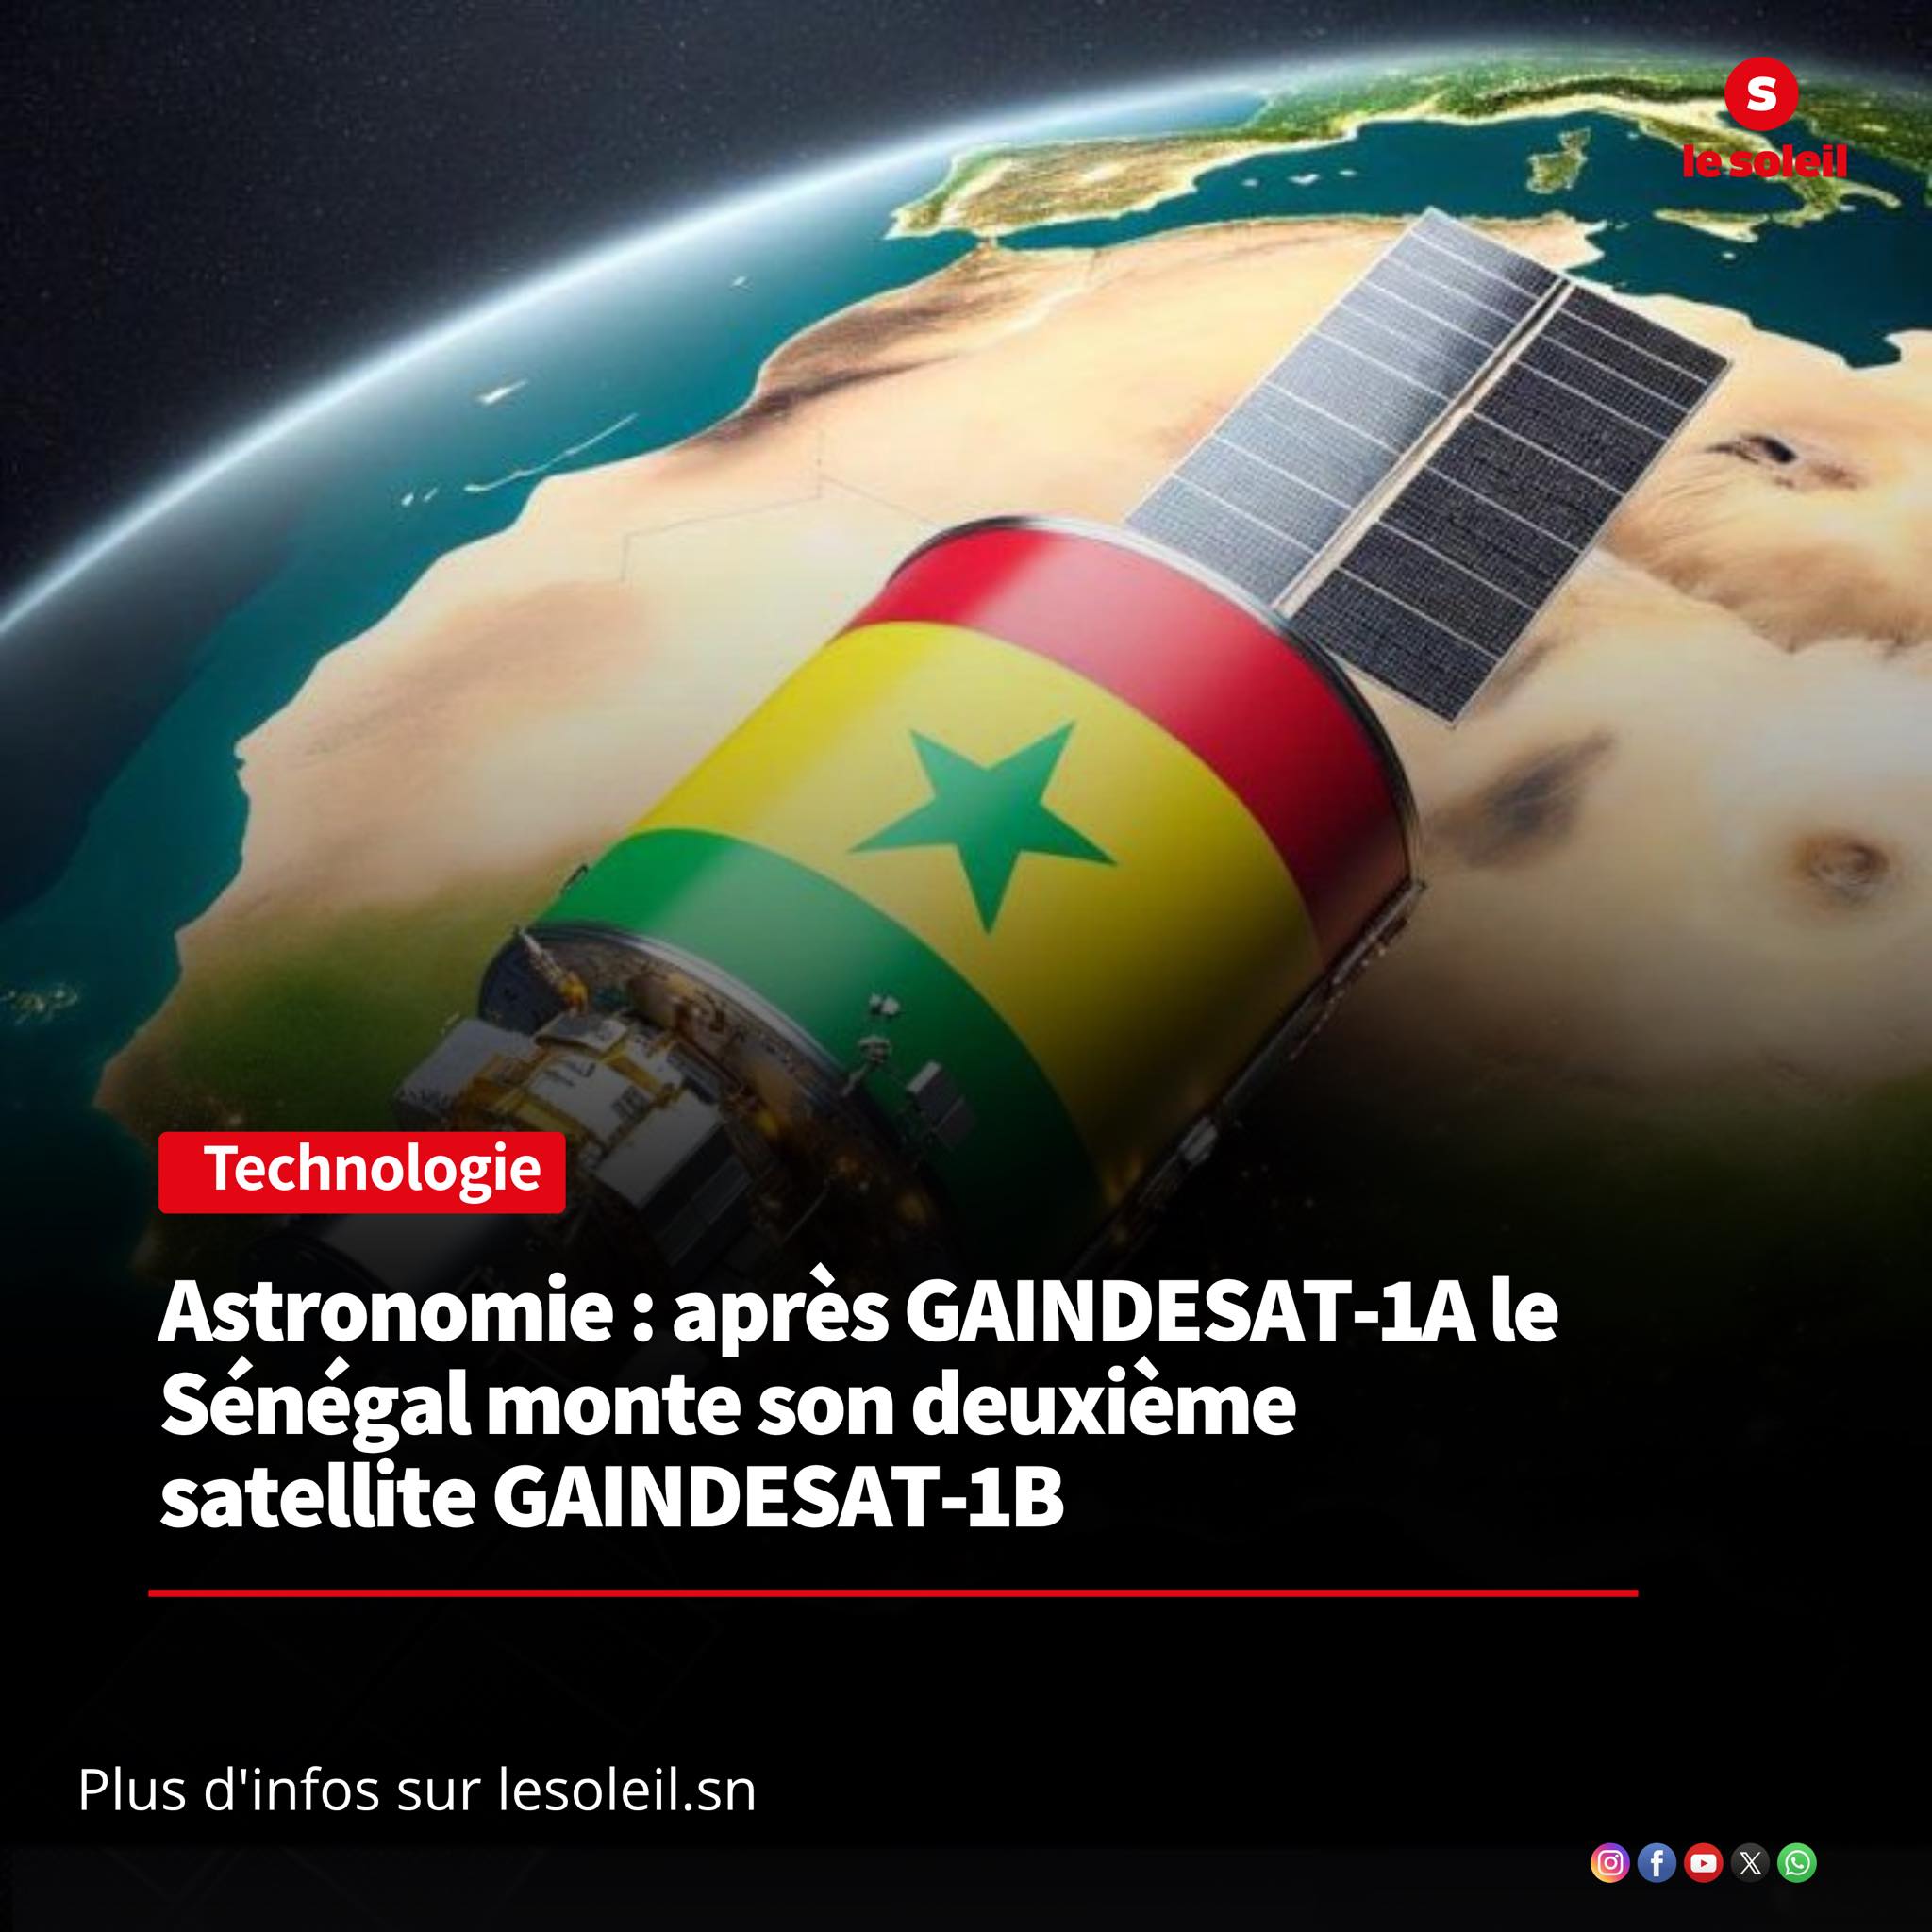 S
le soleil
Technologie
Astronomie : après GAINDESAT-1A le
Sénégal monte son deuxième
satellite GAINDESAT-1B
Plus d'infos sur lesoleil.sn